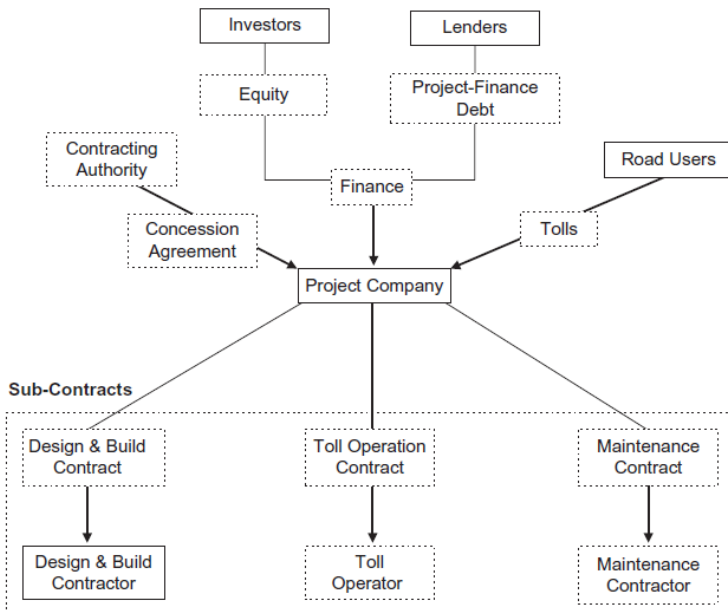 Investors
Lenders
Equity
Project-Finance
Debt
Contracting
Authority
Road Users
Finance
Concession
Agreement
Tolls
Project Company
Sub-Contracts
Design & Build
Contract
Toll Operation
Contract
Maintenance
Contract
Design & Build
Contractor
Toll
Operator
Maintenance
Contractor